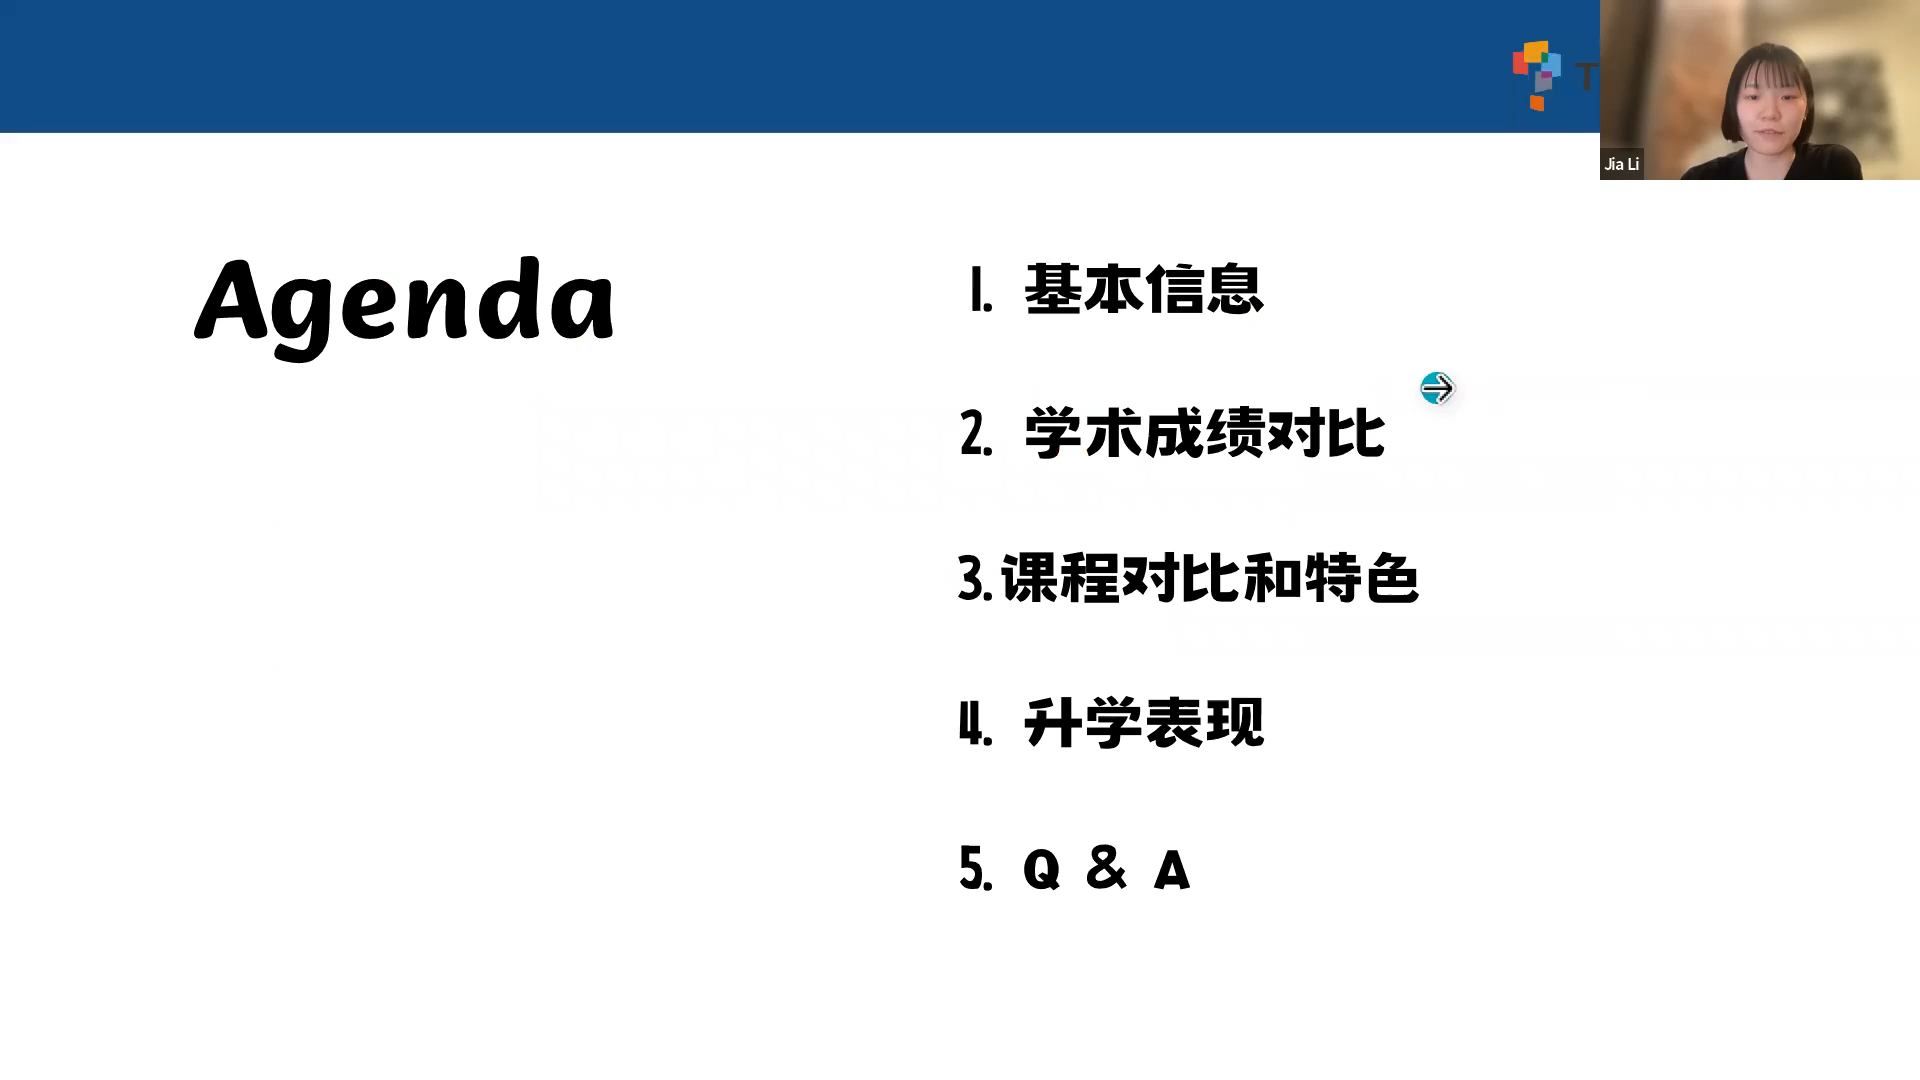 T
Jia Li
Agenda
1. 基本信息
2. 学术成绩对比
3.课程对比和特色
4. 升学表现
5. Q & A